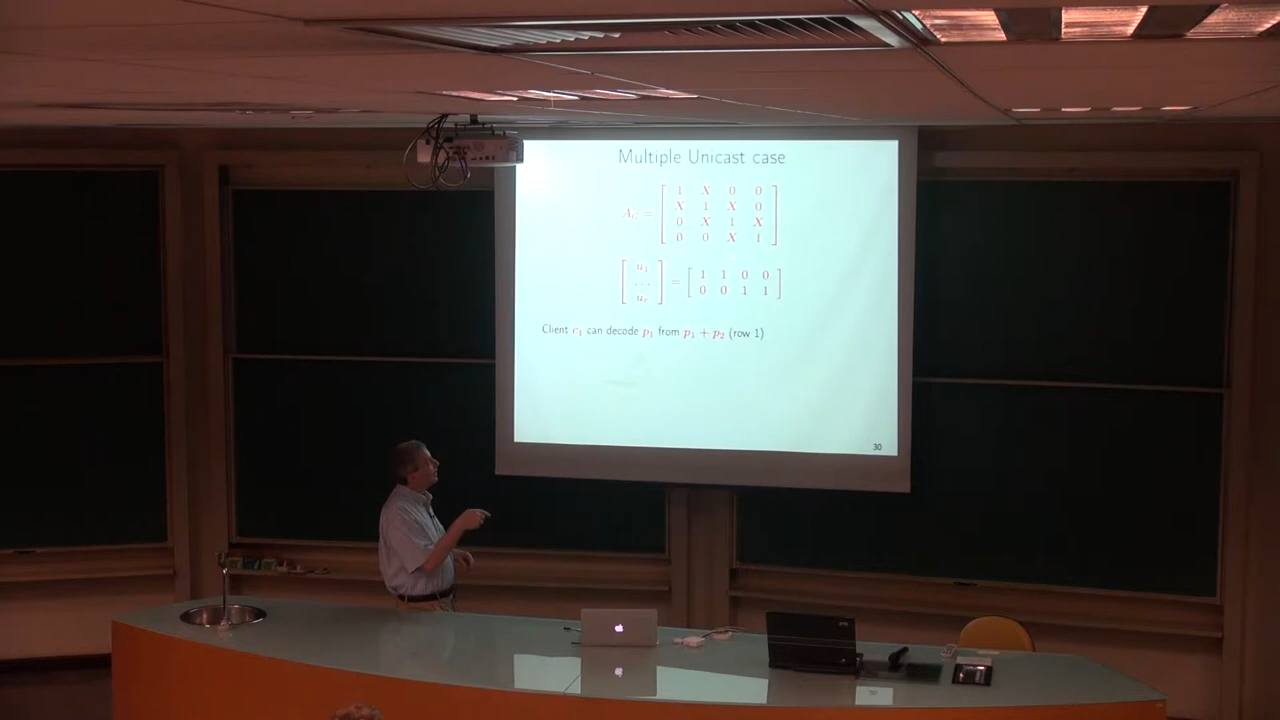 Multiple Unicast case
A_G = [ 1 X 0 0
X 1 X 0
0 X 1 X
0 0 X 1 ]
[ u_1
...
u_r ] = [ 1 1 0 0
0 0 1 1 ]
Client c_1 can decode p_1 from p_1 + p_2 (row 1)
30